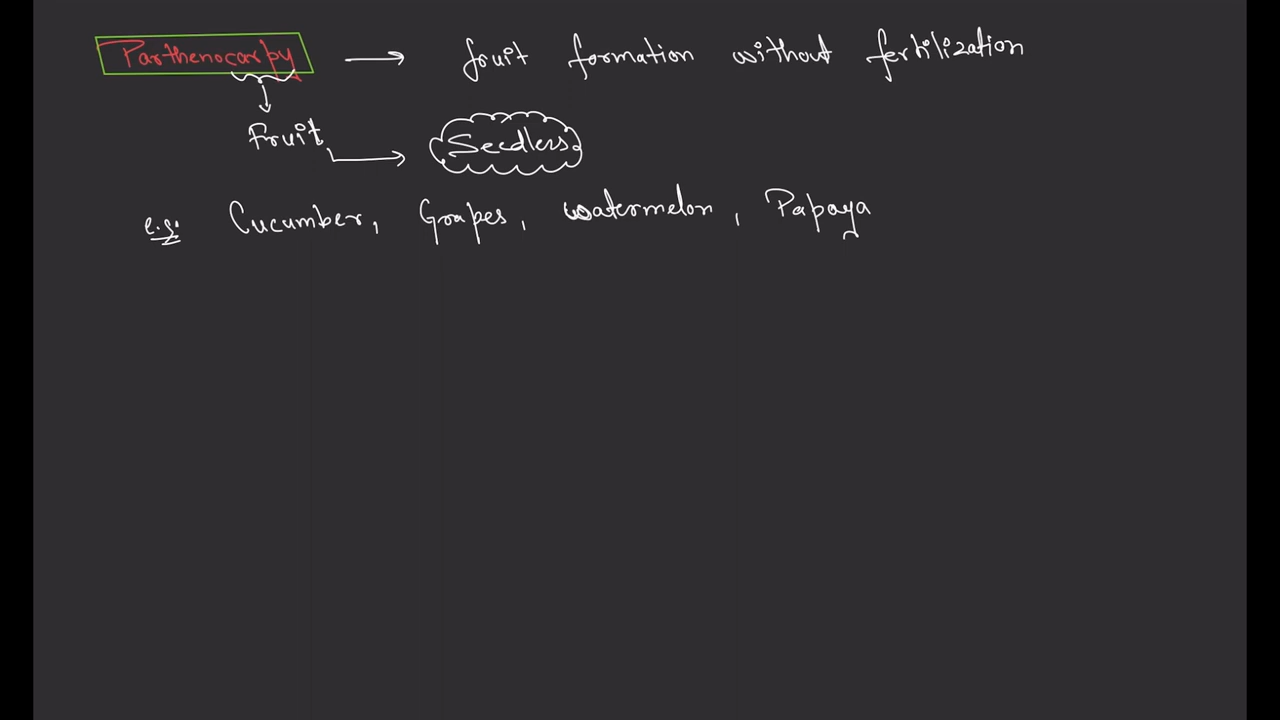 Parthenocarpy → fruit formation without fertilization
Fruit → Seedless
e.g. Cucumber, Grapes, watermelon, Papaya